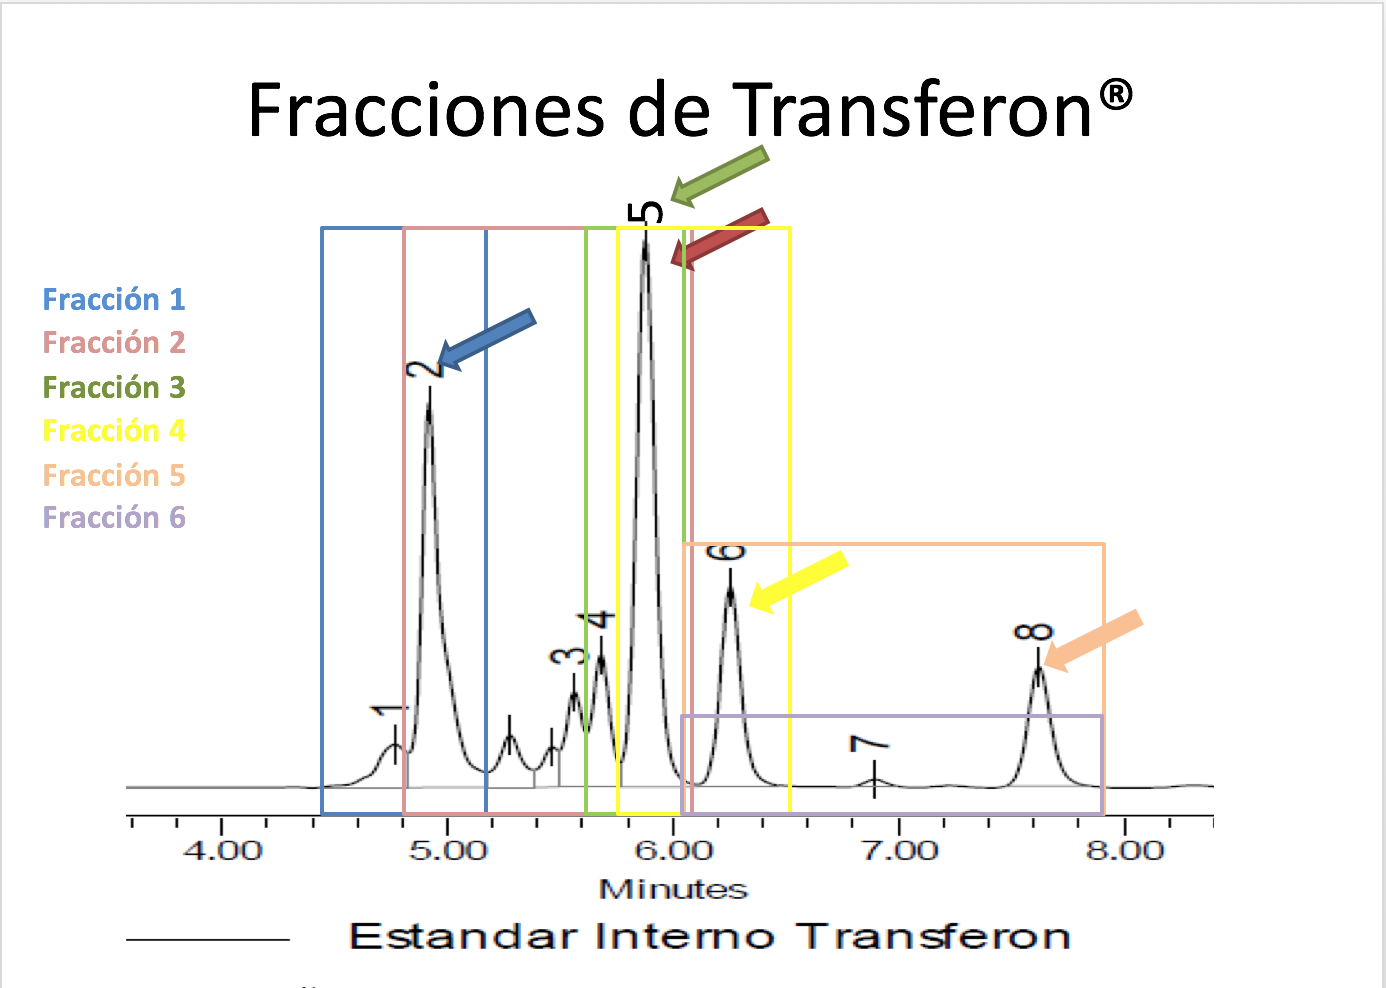 Fracciones de Transferon®
Fracción 1
Fracción 2
Fracción 3
Fracción 4
Fracción 5
Fracción 6
1
2
3
4
5
6
7
8
4.00 5.00 6.00 7.00 8.00
Minutes
Estandar Interno Transferon